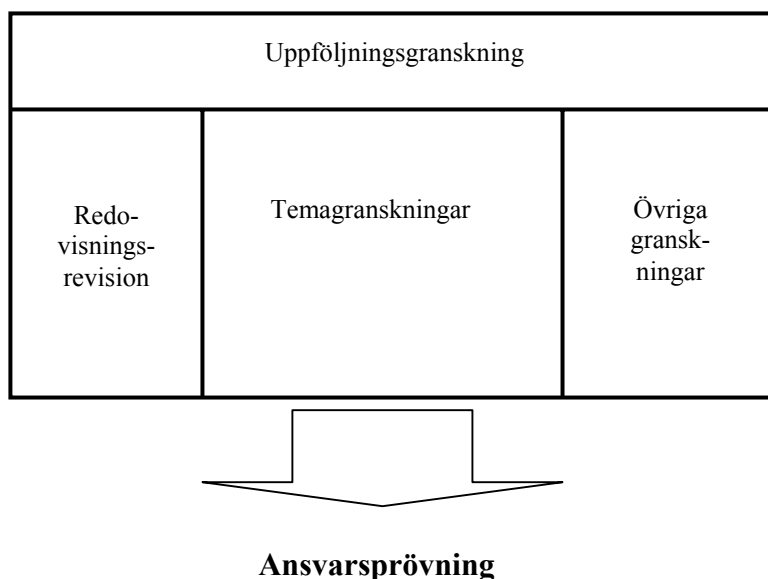 Uppföljningsgranskning
Redo-
visnings-
revision
Temagranskningar
Övriga
gransk-
ningar
Ansvarsprövning